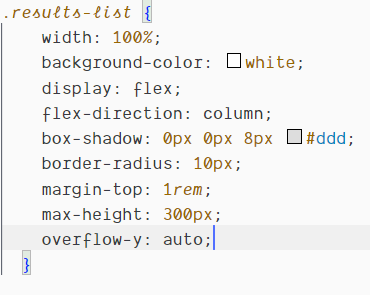 .results-list {
width: 100%;
background-color: white;
display: flex;
flex-direction: column;
box-shadow: 0px 0px 8px #ddd;
border-radius: 10px;
margin-top: 1rem;
max-height: 300px;
overflow-y: auto;
}